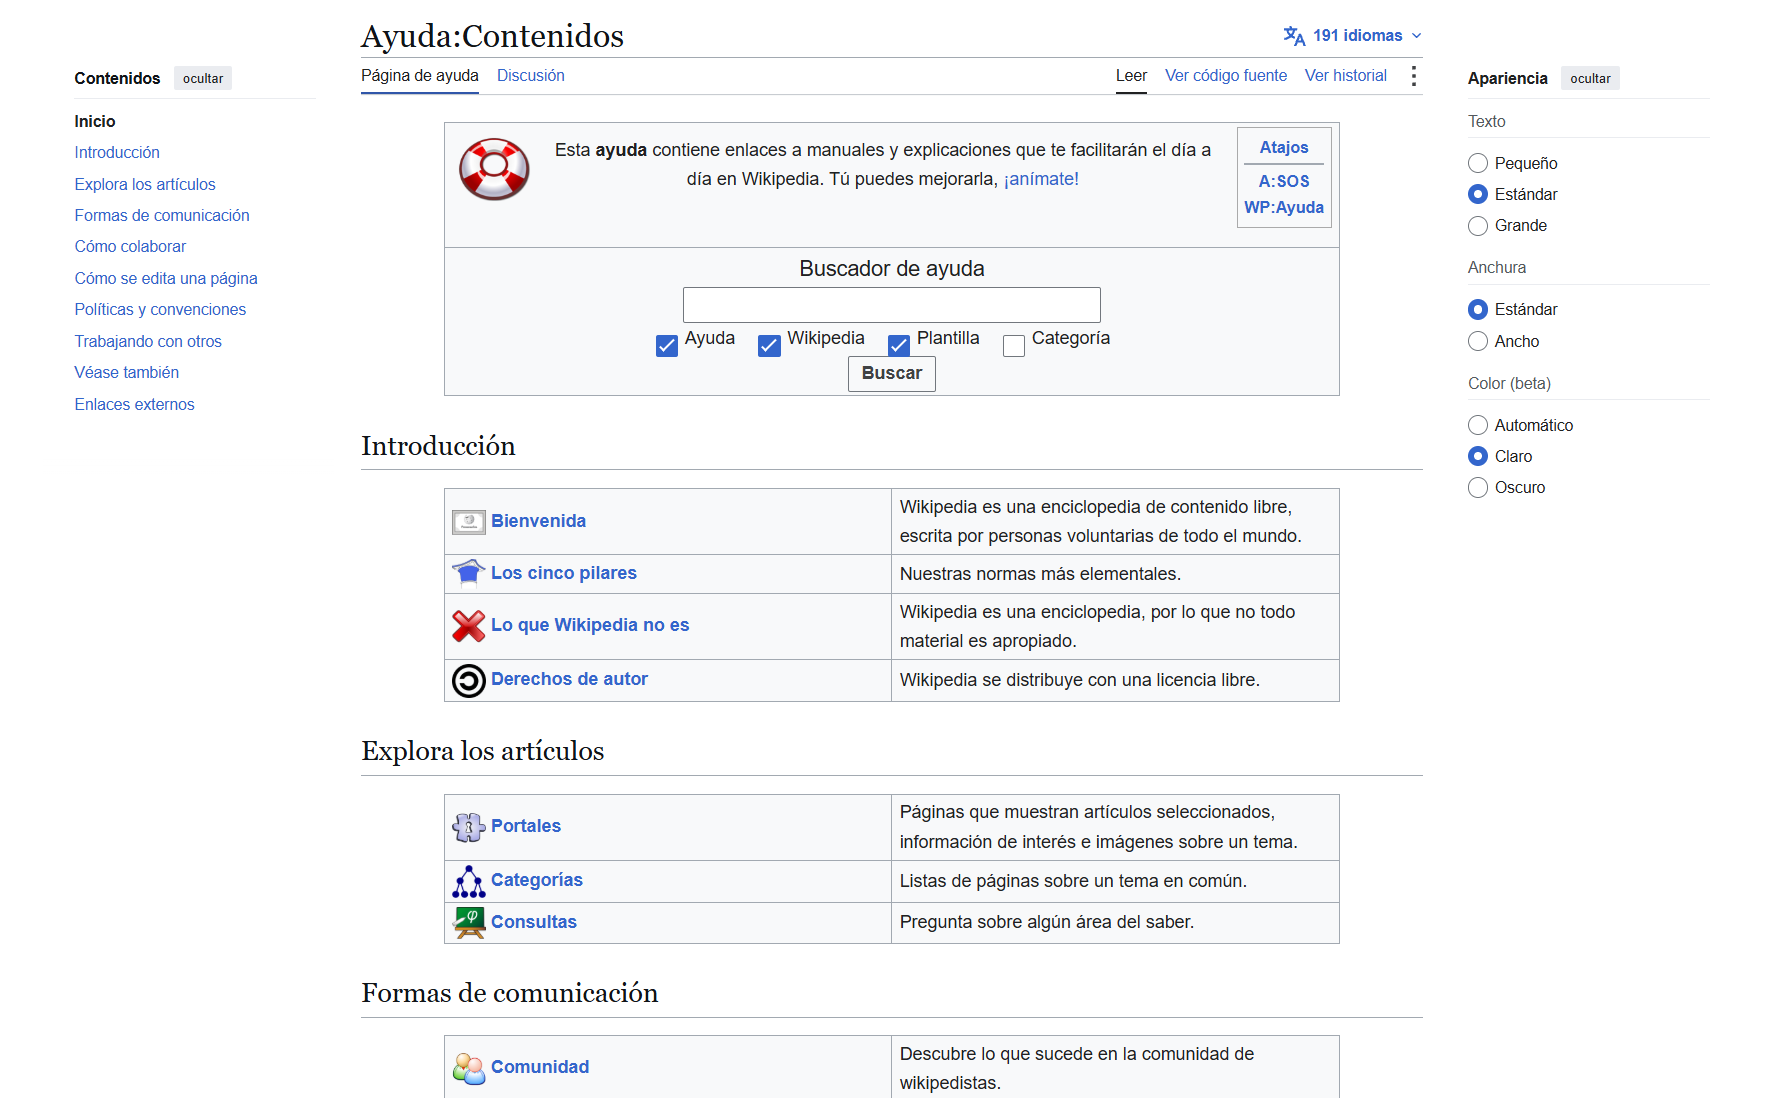 Ayuda:Contenidos
191 idiomas
Página de ayuda Discusión
Leer Ver código fuente Ver historial
Contenidos ocultar
Inicio
Introducción
Explora los artículos
Formas de comunicación
Cómo colaborar
Cómo se edita una página
Políticas y convenciones
Trabajando con otros
Véase también
Enlaces externos
Esta ayuda contiene enlaces a manuales y explicaciones que te facilitarán el día a
día en Wikipedia. Tú puedes mejorarla, ¡anímate!
Atajos
A:SOS
WP:Ayuda
Buscador de ayuda
Ayuda Wikipedia Plantilla Categoría
Buscar
Introducción
Bienvenida
Wikipedia es una enciclopedia de contenido libre,
escrita por personas voluntarias de todo el mundo.
Los cinco pilares
Nuestras normas más elementales.
Lo que Wikipedia no es
Wikipedia es una enciclopedia, por lo que no todo
material es apropiado.
Derechos de autor
Wikipedia se distribuye con una licencia libre.
Explora los artículos
Portales
Páginas que muestran artículos seleccionados,
información de interés e imágenes sobre un tema.
Categorías
Listas de páginas sobre un tema en común.
Consultas
Pregunta sobre algún área del saber.
Formas de comunicación
Comunidad
Descubre lo que sucede en la comunidad de
wikipedistas.
Apariencia ocultar
Texto
Pequeño
Estándar
Grande
Anchura
Estándar
Ancho
Color (beta)
Automático
Claro
Oscuro